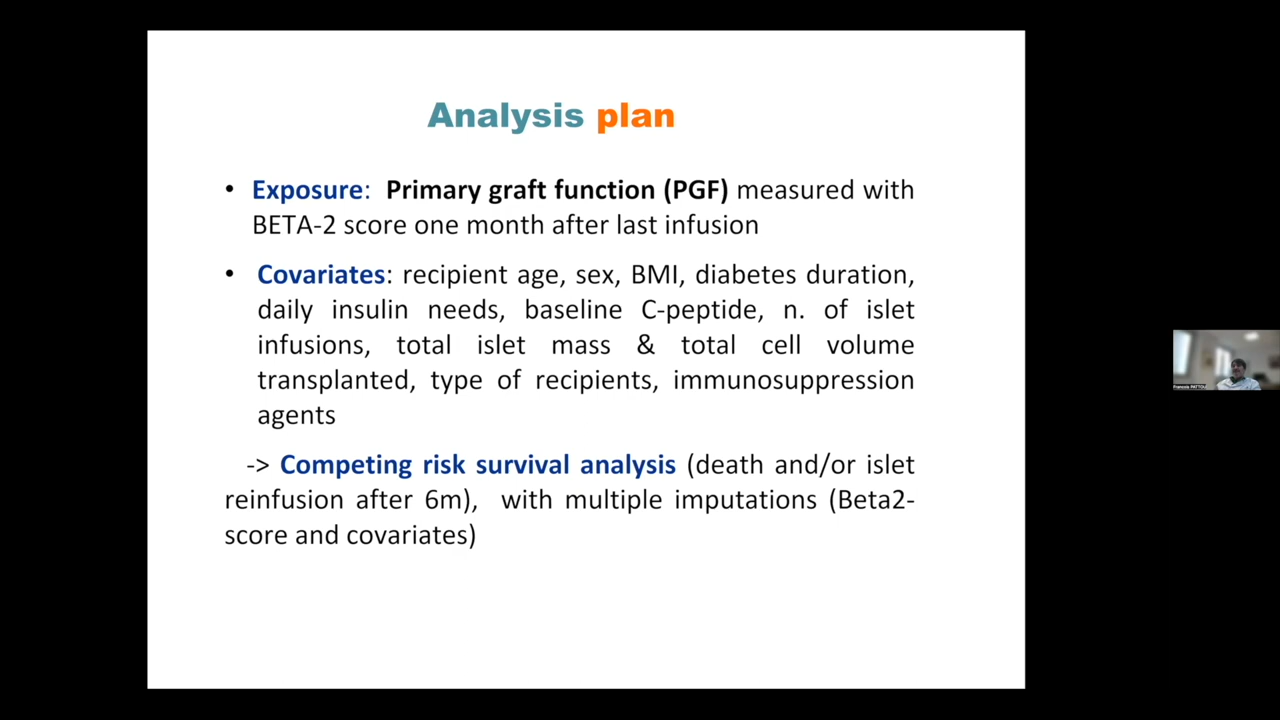 Analysis plan
• Exposure: Primary graft function (PGF) measured with
BETA-2 score one month after last infusion
• Covariates: recipient age, sex, BMI, diabetes duration,
daily insulin needs, baseline C-peptide, n. of islet
infusions, total islet mass & total cell volume
transplanted, type of recipients, immunosuppression
agents
-> Competing risk survival analysis (death and/or islet
reinfusion after 6m), with multiple imputations (Beta2-
score and covariates)
Francois PATTOU